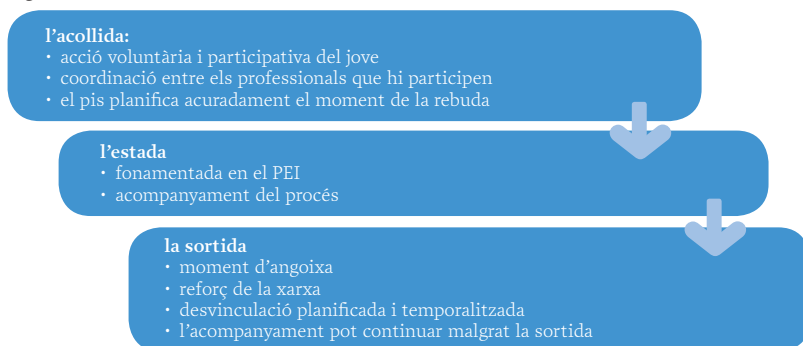 l'acollida:
· acció voluntària i participativa del jove
· coordinació entre els professionals que hi participen
· el pis planifica acuradament el moment de la rebuda
l'estada
· fonamentada en el PEI
· acompanyament del procés
la sortida
· moment d'angoixa
· reforç de la xarxa
· desvinculació planificada i temporalitzada
· l'acompanyament pot continuar malgrat la sortida